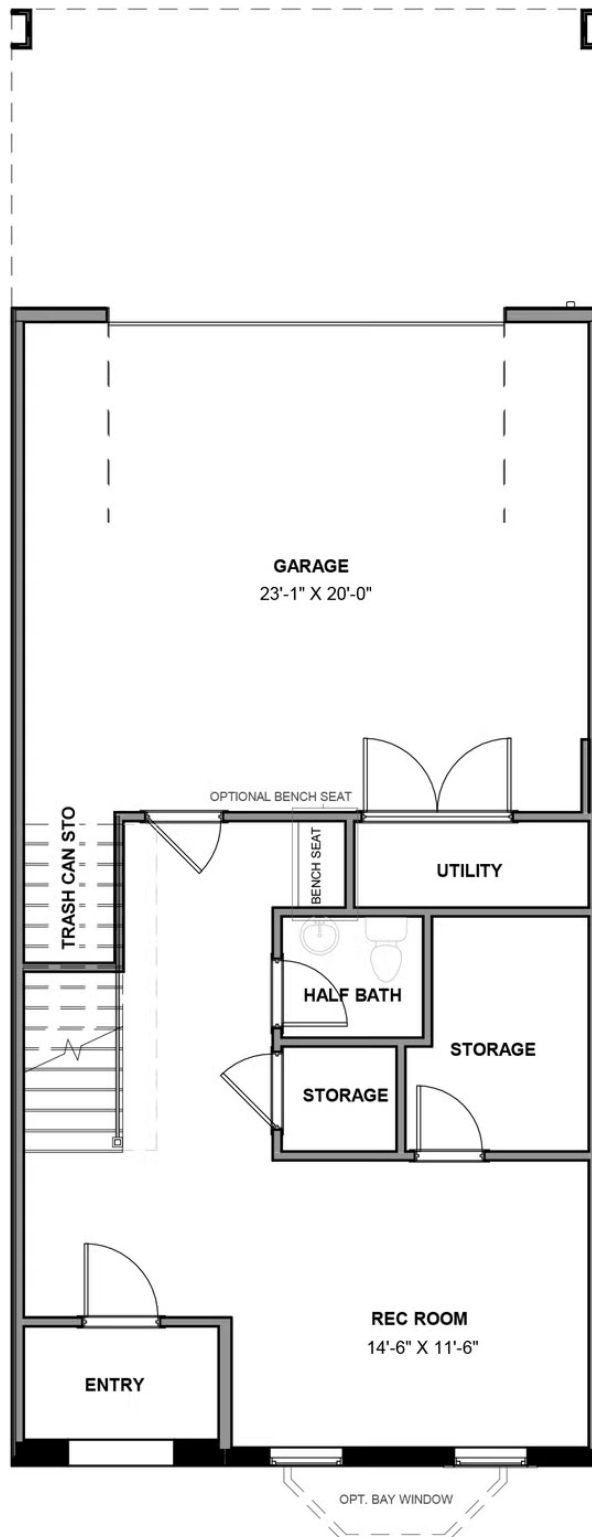 GARAGE
23'-1" X 20'-0"
OPTIONAL BENCH SEAT
TRASH CAN STO
BENCH SEAT
UTILITY
HALF BATH
STORAGE
STORAGE
REC ROOM
14'-6" X 11'-6"
ENTRY
OPT. BAY WINDOW